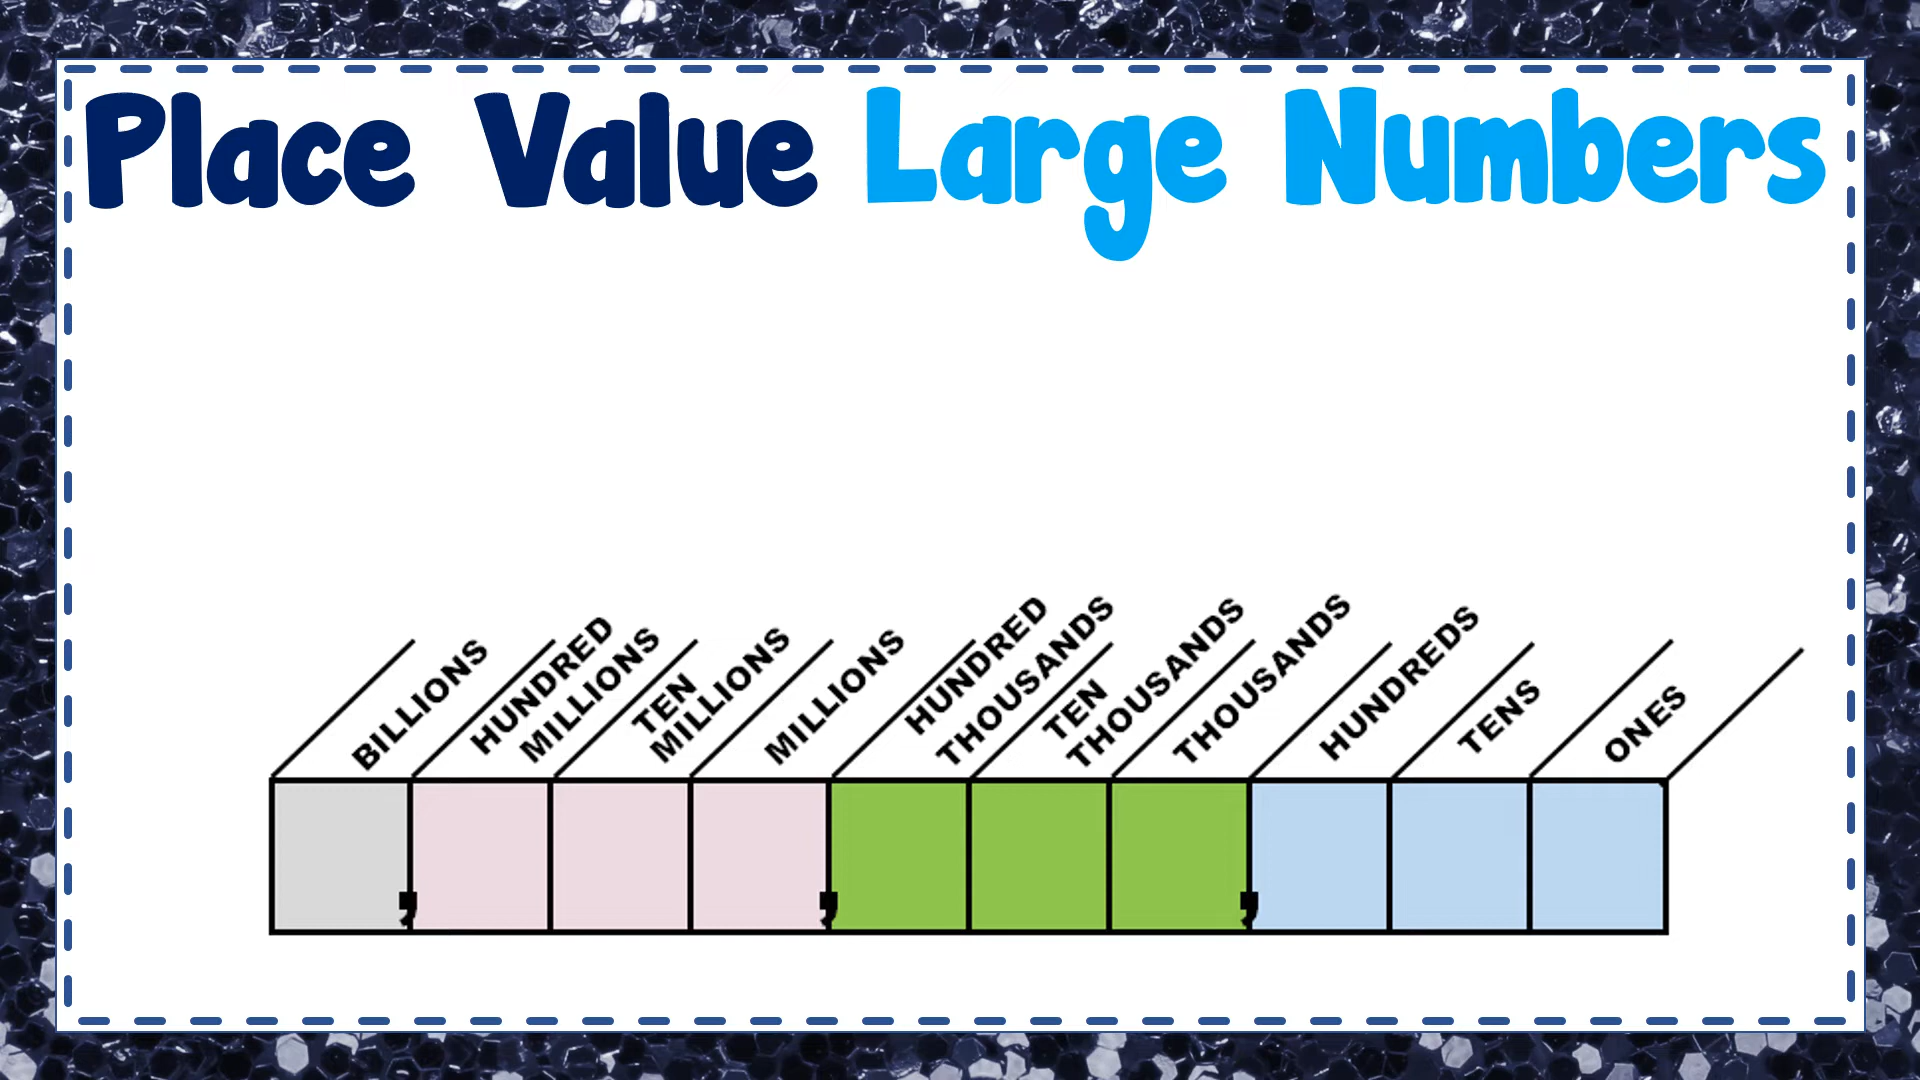 Place Value Large Numbers
BILLIONS
HUNDRED
MILLIONS
TEN
MILLIONS
MILLIONS
HUNDRED
THOUSANDS
TEN
THOUSANDS
THOUSANDS
HUNDREDS
TENS
ONES
, , ,